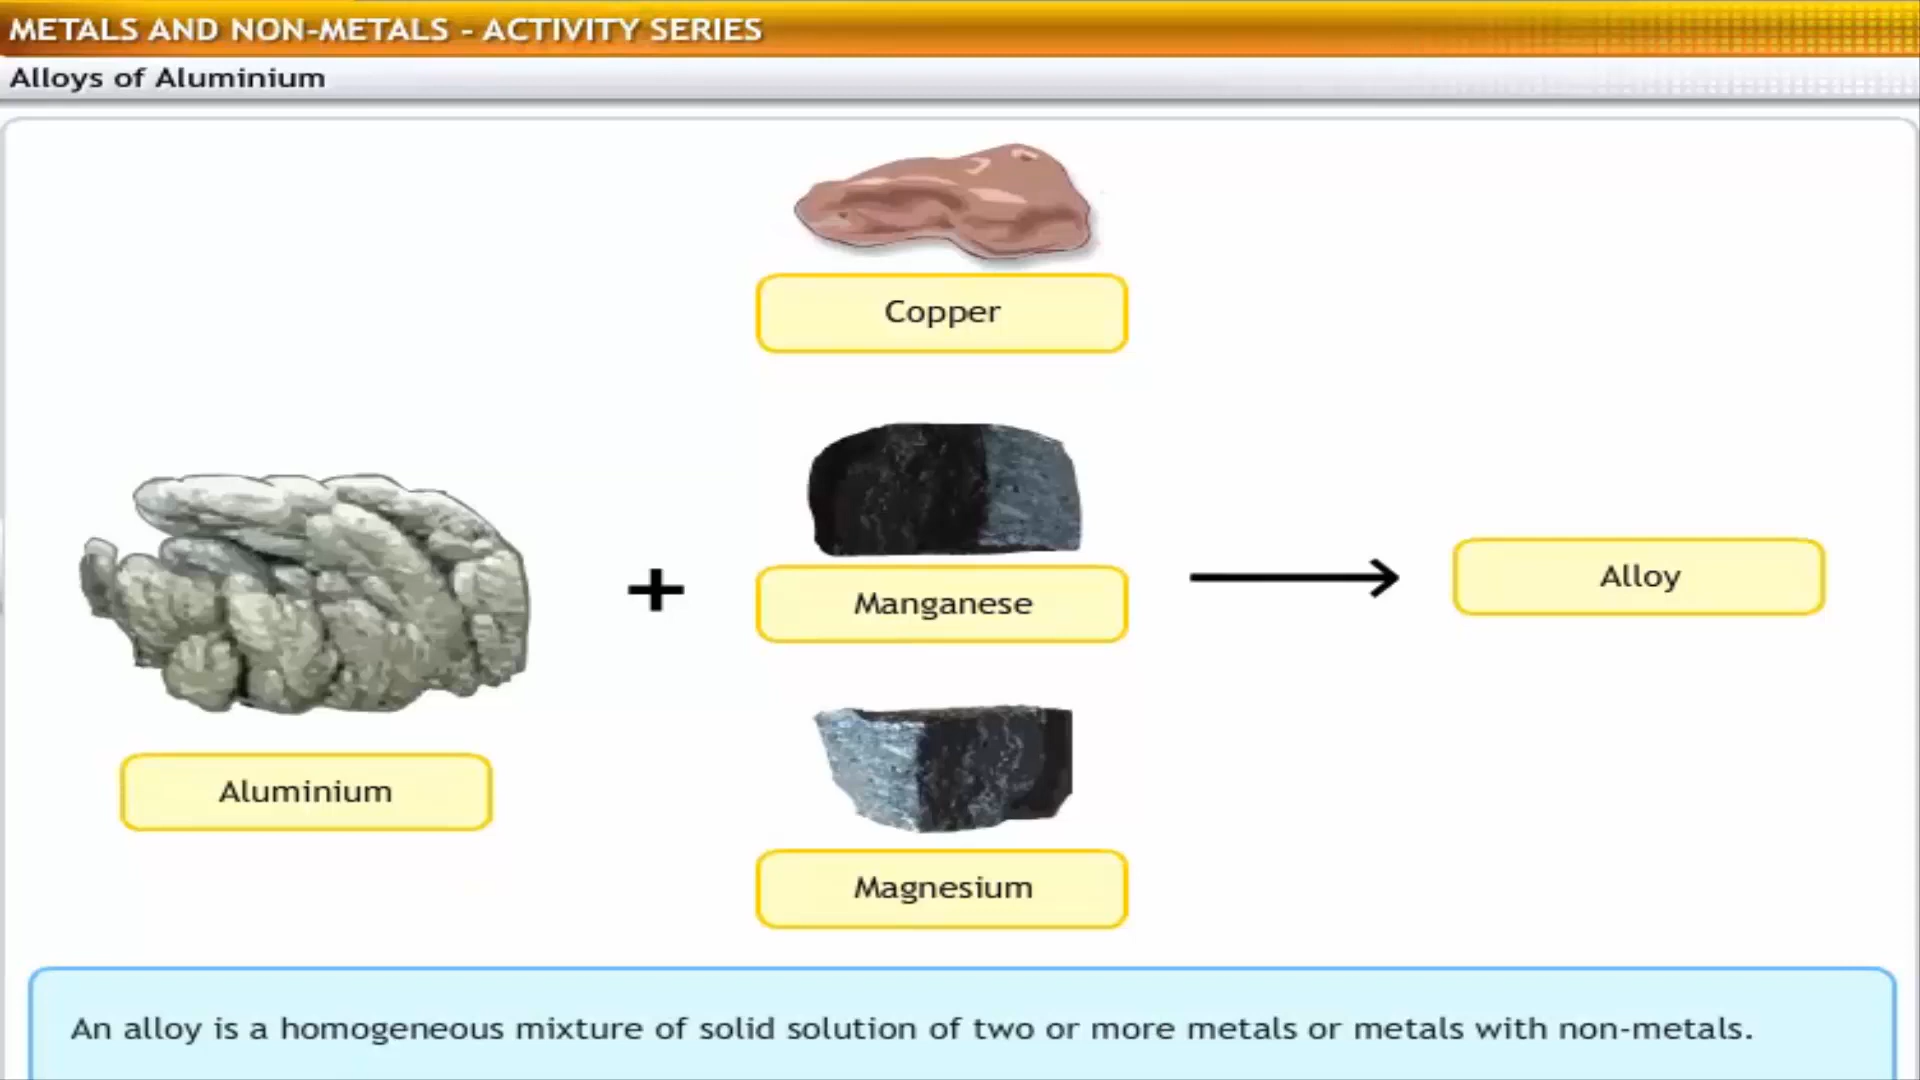 METALS AND NON-METALS - ACTIVITY SERIES
Alloys of Aluminium
Copper
Manganese
+
Alloy
Aluminium
Magnesium
An alloy is a homogeneous mixture of solid solution of two or more metals or metals with non-metals.